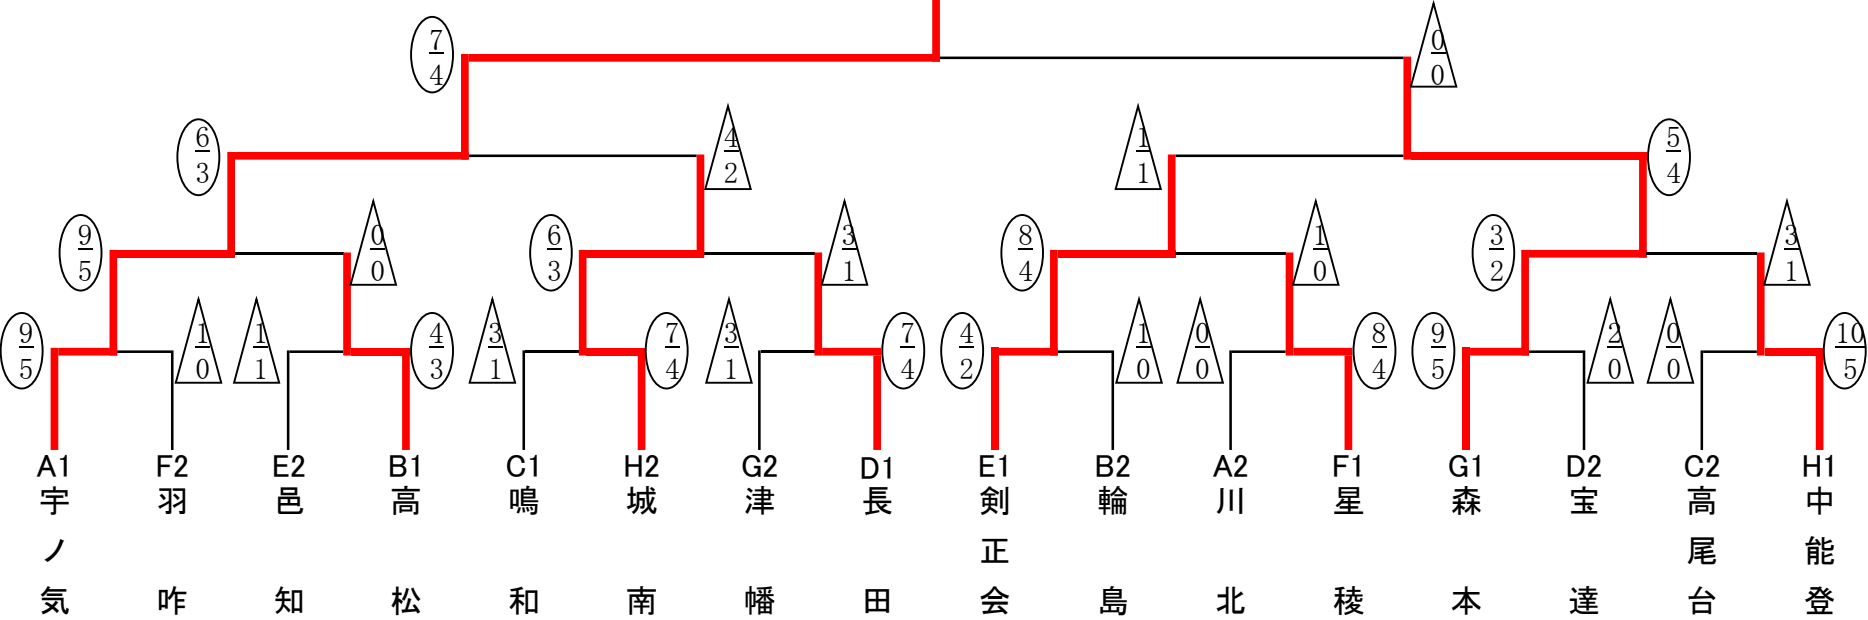 7
4
0
0
6
3
4
2
1
1
5
4
9
5
0
0
6
3
3
1
8
4
1
0
3
2
3
1
9
5
1
0
1
1
4
3
3
1
7
4
3
1
7
4
4
2
1
0
0
0
8
4
9
5
2
0
0
0
10
5
A1
宇ノ気
F2
羽咋
E2
邑知
B1
高松
C1
鳴和
H2
城南
G2
津幡
D1
長田
E1
剣正会
B2
輪島
A2
川北
F1
星稜
G1
森本
D2
宝達
C2
高尾台
H1
中能登